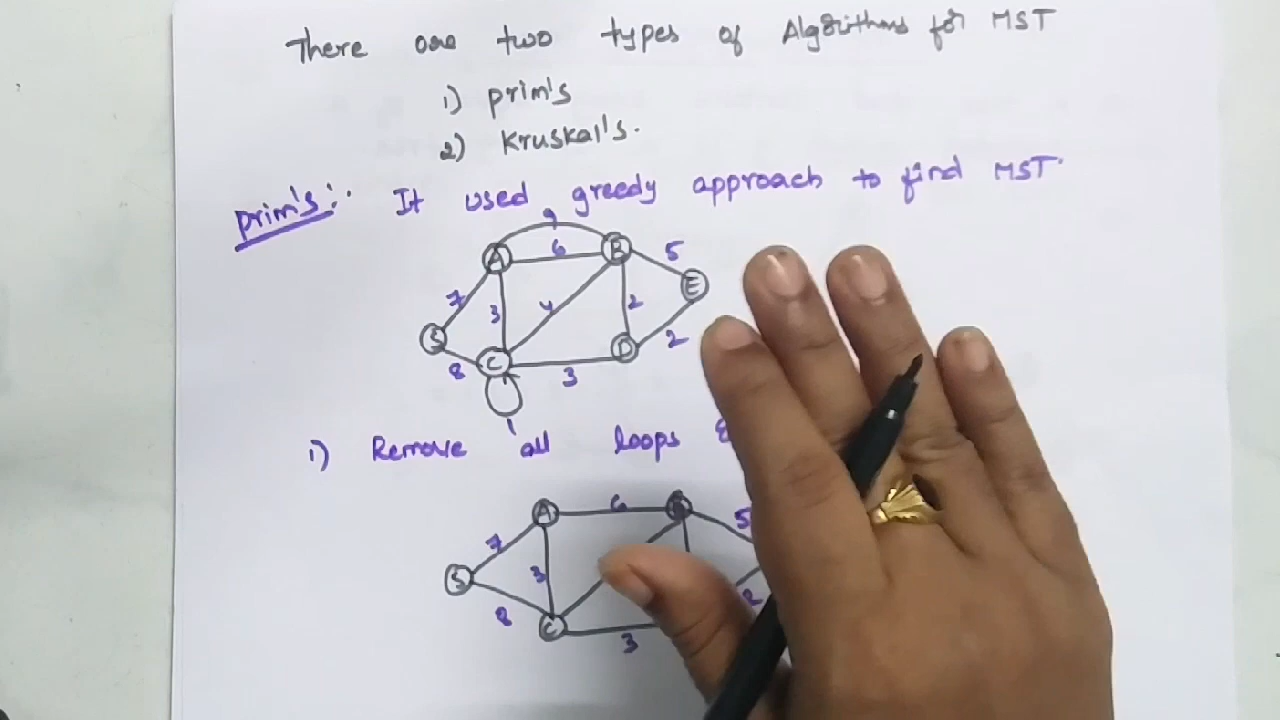 There are two types of Algorithms for MST
1) prim's
2) Kruskal's.
prim's:- It used greedy approach to find MST.
9
A 6 B 5
E
7 3 4 2
S
8 C 3 D 2
1
1) Remove all loops &
A 6 B 5
7
S 3
8 2
C 3